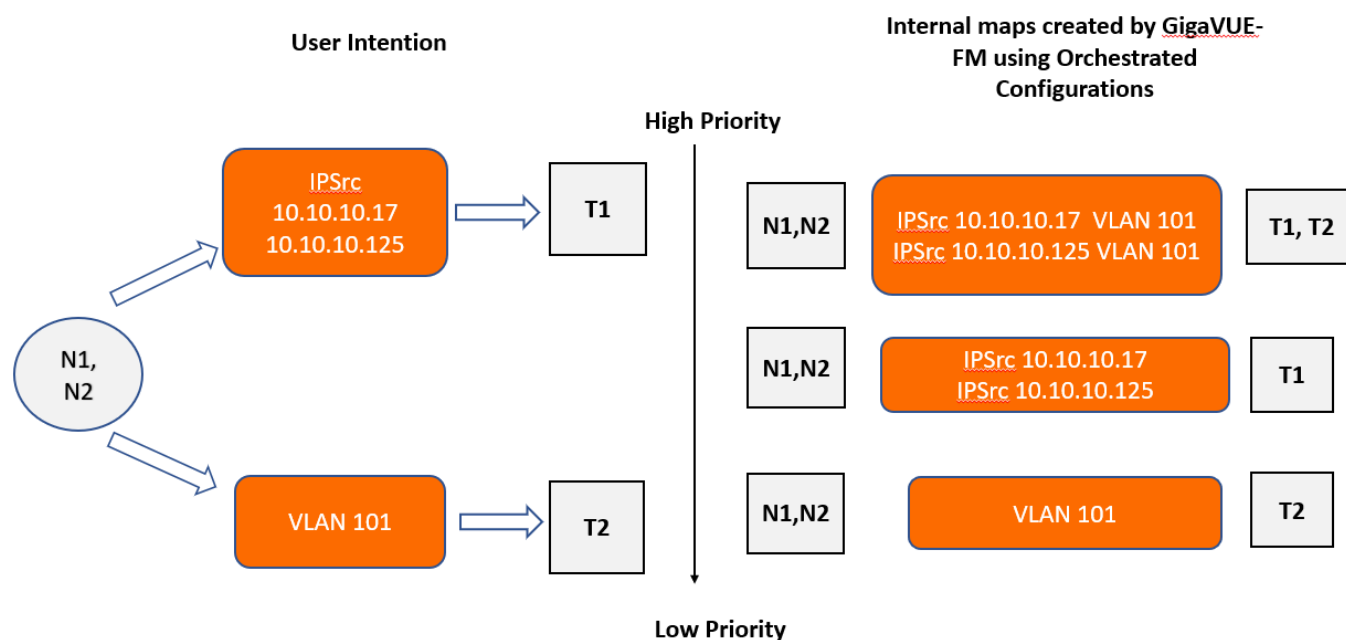 User Intention
Internal maps created by GigaVUE-
FM using Orchestrated
Configurations
High Priority
IPSrc
10.10.10.17
10.10.10.125
T1
N1,
N2
VLAN 101
T2
N1,N2
IPSrc 10.10.10.17 VLAN 101
IPSrc 10.10.10.125 VLAN 101
T1, T2
N1,N2
IPSrc 10.10.10.17
IPSrc 10.10.10.125
T1
N1,N2
VLAN 101
T2
Low Priority